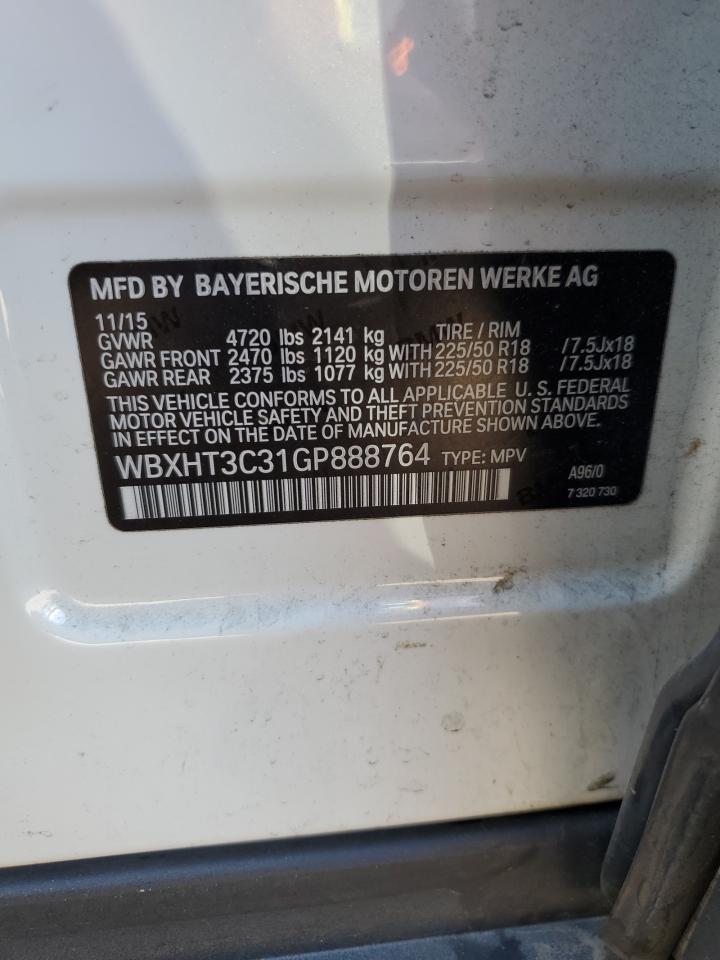 MFD BY BAYERISCHE MOTOREN WERKE AG
11/15
GVWR 4720 lbs 2141 kg TIRE / RIM
GAWR FRONT 2470 lbs 1120 kg WITH 225/50 R18 /7.5Jx18
GAWR REAR 2375 lbs 1077 kg WITH 225/50 R18 /7.5Jx18
THIS VEHICLE CONFORMS TO ALL APPLICABLE U. S. FEDERAL
MOTOR VEHICLE SAFETY AND THEFT PREVENTION STANDARDS
IN EFFECT ON THE DATE OF MANUFACTURE SHOWN ABOVE.
WBXHT3C31GP888764 TYPE: MPV A96/0
7 320 730